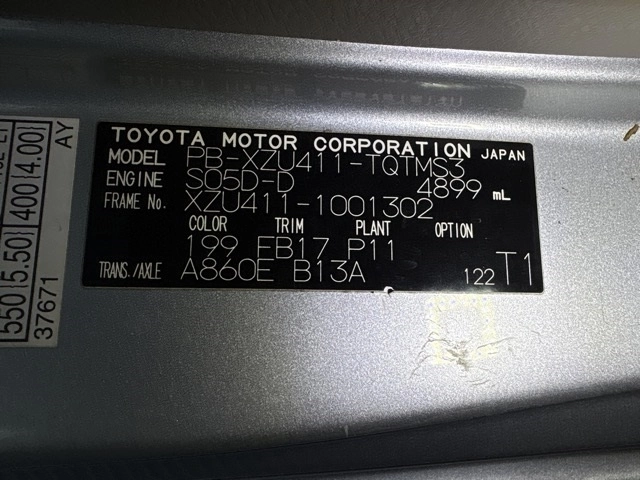 TOYOTA MOTOR CORPORATION JAPAN
MODEL PB-XZU411-TQTMS3
ENGINE S05D-D 4899 mL
FRAME No. XZU411-1001302
COLOR TRIM PLANT OPTION
199 FB17 P11
TRANS./AXLE A860E B13A 122 T1
550 5.50 400 4.00 AY
37671